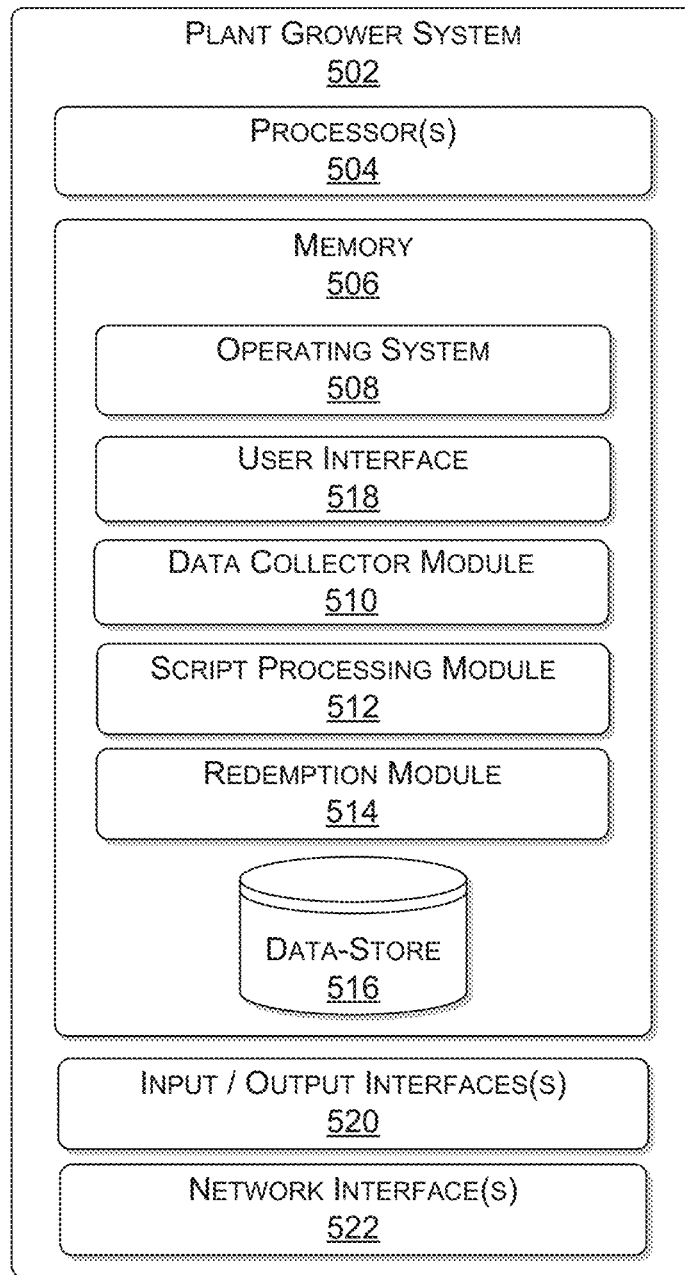 PLANT GROWER SYSTEM
502
PROCESSOR(S)
504
MEMORY
506
OPERATING SYSTEM
508
USER INTERFACE
518
DATA COLLECTOR MODULE
510
SCRIPT PROCESSING MODULE
512
REDEMPTION MODULE
514
DATA-STORE
516
INPUT / OUTPUT INTERFACES(S)
520
NETWORK INTERFACE(S)
522